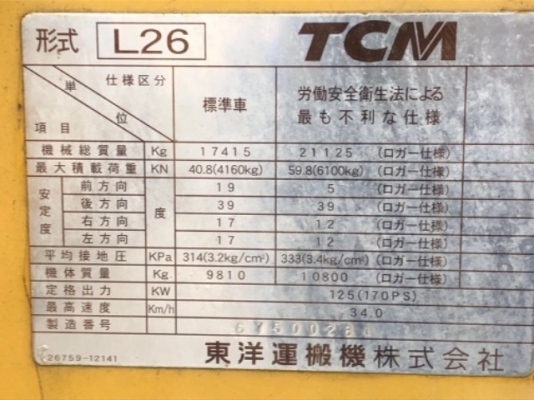 形式 L26 TCM
仕様区分
単位
項目
標準車
労働安全衛生法による
最も不利な仕様
機械総質量 Kg 17415 21125 (ロガー仕様)
最大積載荷重 KN 40.8(4160kg) 59.8(6100kg) (ロガー仕様)
安定度 前方向 度 19 5 (ロガー仕様)
後方向 39 39 (ロガー仕様)
右方向 17 12 (ロガー仕様)
左方向 17 12 (ロガー仕様)
平均接地圧 KPa 314(3.2kg/cm²) 333(3.4kg/cm²) (ロガー仕様)
機体質量 Kg 9810 10800 (ロガー仕様)
定格出力 KW 125(170PS)
最高速度 Km/h 34.0
製造番号
26759-12141 東洋運搬機株式会社